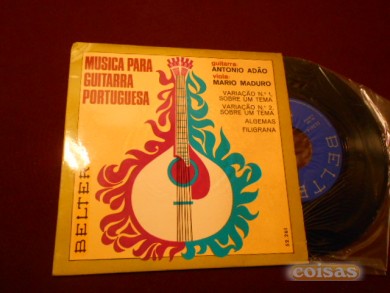 MUSICA PARA
GUITARRA
PORTUGUESA
guitarra:
ANTONIO ADÃO
viola:
MARIO MADURO
VARIAÇÃO N.º 1,
SOBRE UM TEMA
VARIAÇÃO N.º 2,
SOBRE UM TEMA
ALGEMAS
FILIGRANA
BELTER
BELTER
coisas